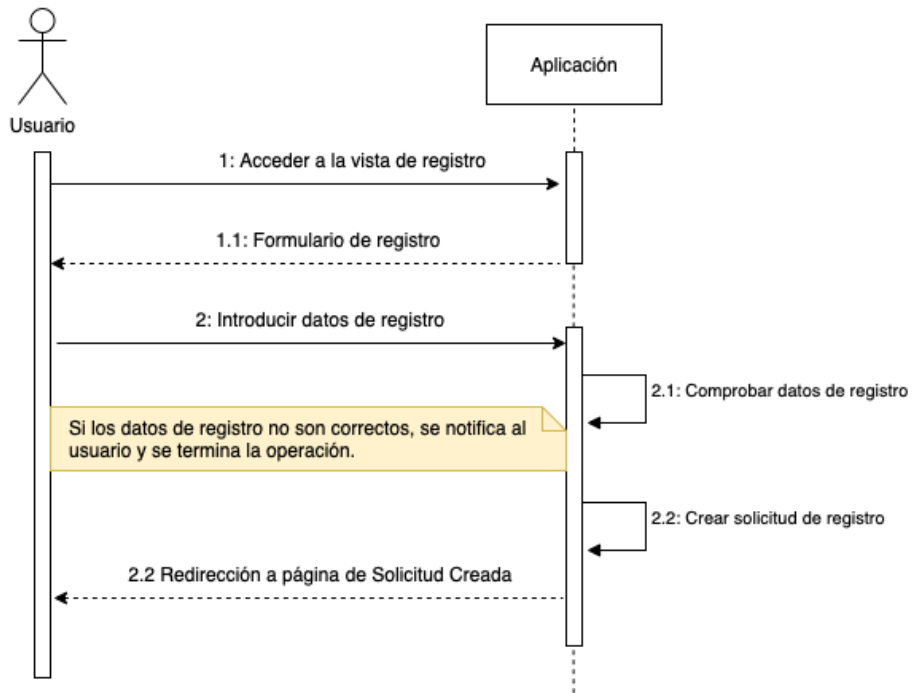 Aplicación
Usuario
1: Acceder a la vista de registro
1.1: Formulario de registro
2: Introducir datos de registro
2.1: Comprobar datos de registro
Si los datos de registro no son correctos, se notifica al
usuario y se termina la operación.
2.2: Crear solicitud de registro
2.2 Redirección a página de Solicitud Creada